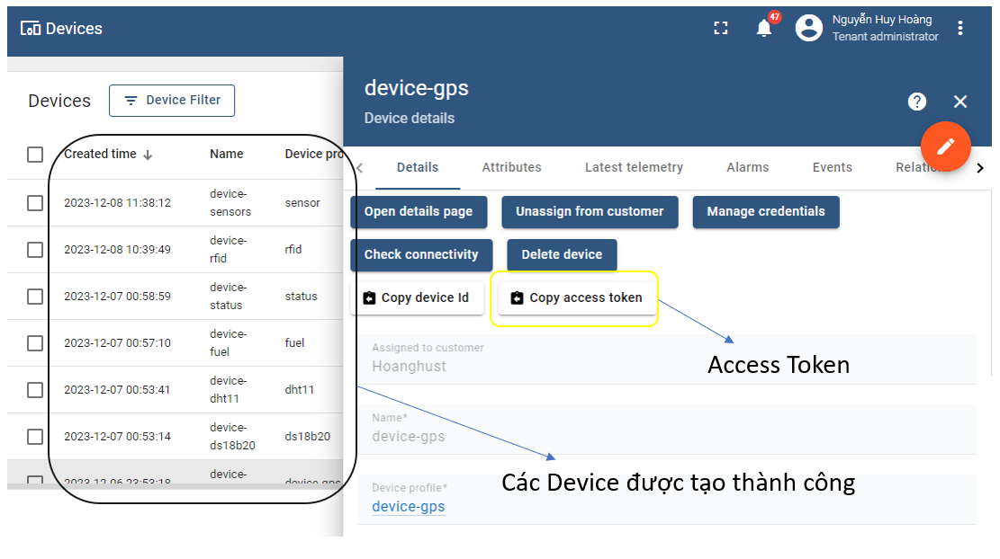 Devices
47
Nguyễn Huy Hoàng
Tenant administrator
Devices
Device Filter
Created time
Name
Device pro
2023-12-08 11:38:12
device-
sensors
sensor
2023-12-08 10:39:49
device-
rfid
rfid
2023-12-07 00:58:59
device-
status
status
2023-12-07 00:57:10
device-
fuel
fuel
2023-12-07 00:53:41
device-
dht11
dht11
2023-12-07 00:53:14
device-
ds18b20
ds18b20
2023-12-06 23:53:18
device-
device-gps
device-gps
Device details
?
Details
Attributes
Latest telemetry
Alarms
Events
Relatio
Open details page
Unassign from customer
Manage credentials
Check connectivity
Delete device
Copy device Id
Copy access token
Assigned to customer
Hoanghust
Access Token
Name*
device-gps
Các Device được tạo thành công
Device profile*
device-gps